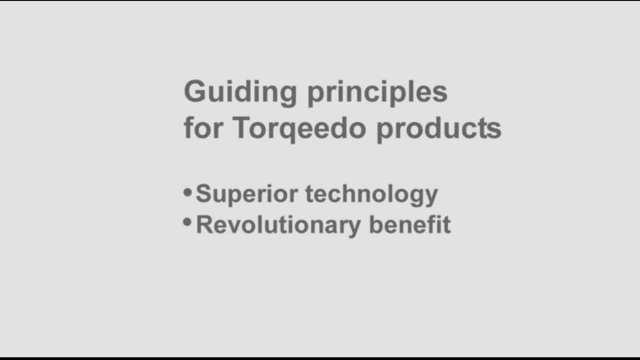 Guiding principles
for Torqeedo products
•Superior technology
•Revolutionary benefit